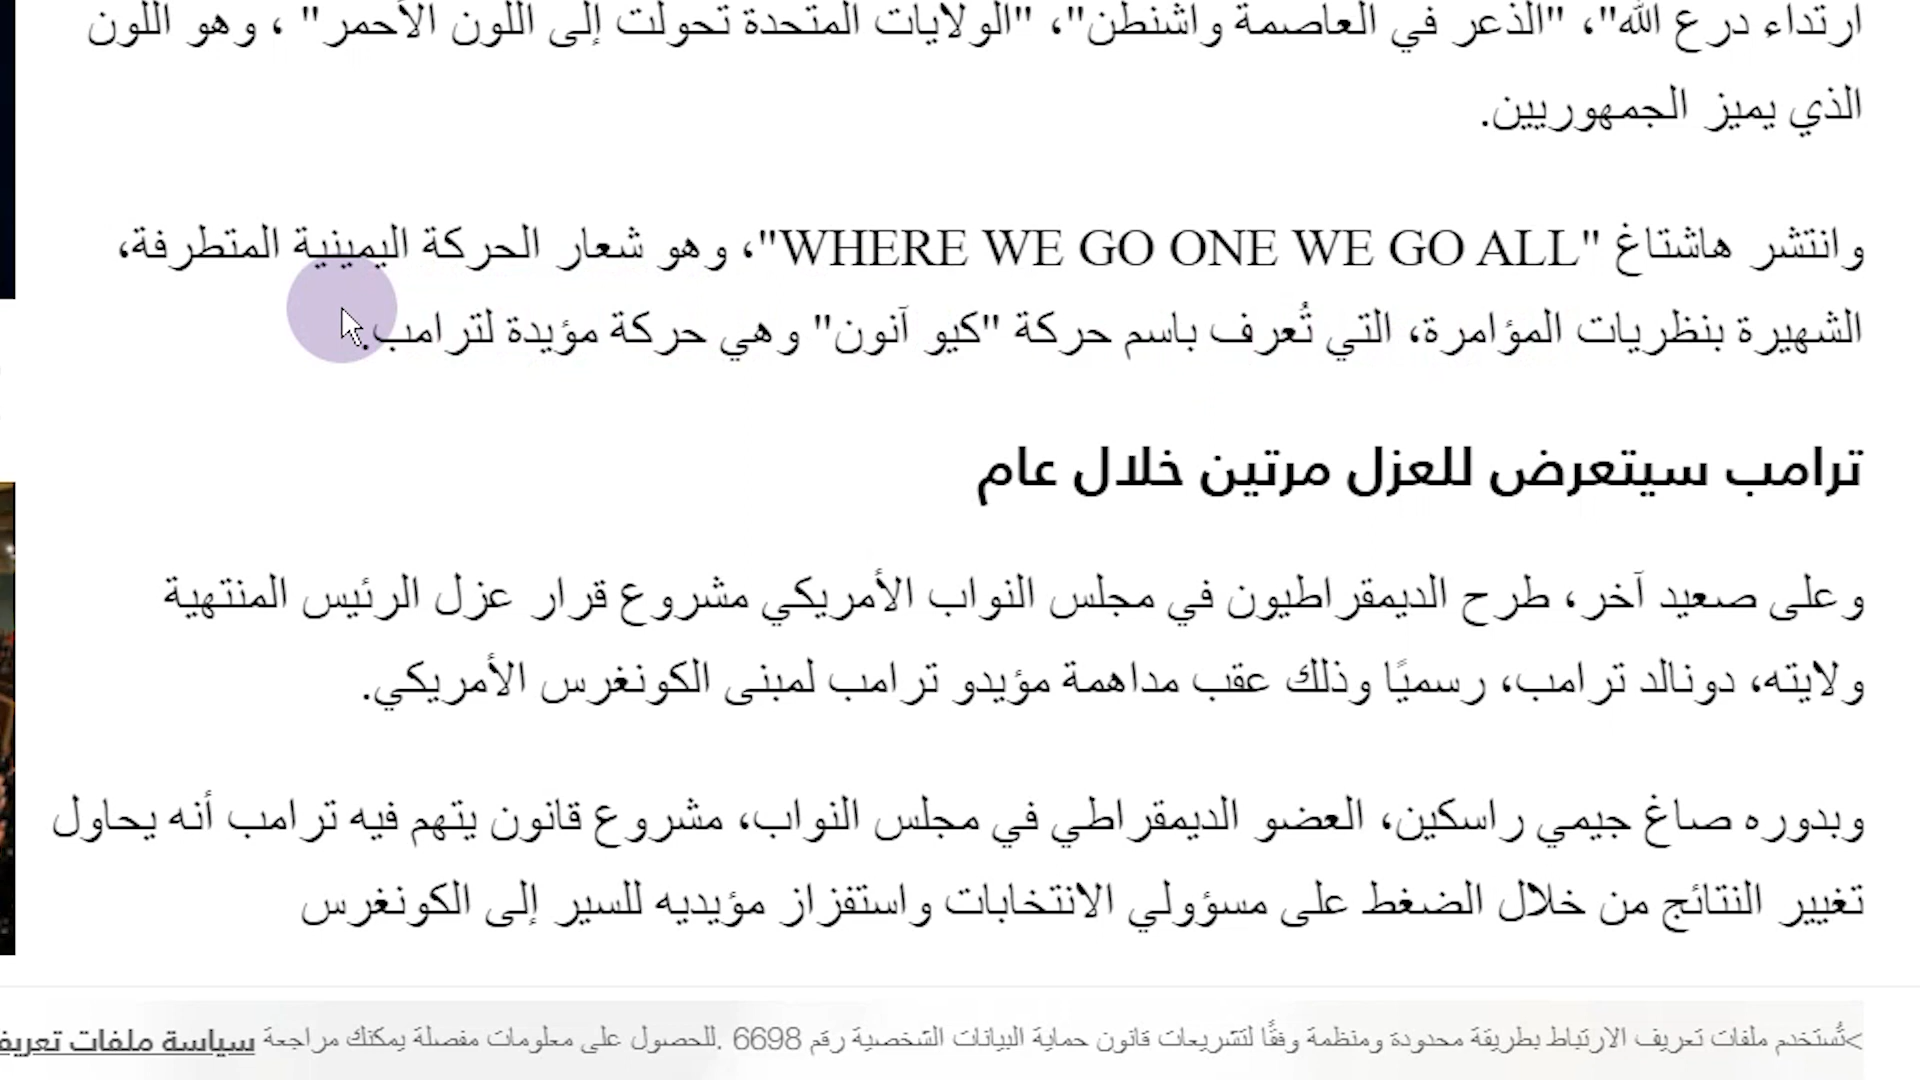 ارتداء درع الله"، "الذعر في العاصمة واشنطن"، "الولايات المتحدة تحولت إلى اللون الأحمر" ، وهو اللون
الذي يميز الجمهوريين.
وانتشر هاشتاغ "WHERE WE GO ONE WE GO ALL"، وهو شعار الحركة اليمينية المتطرفة،
الشهيرة بنظريات المؤامرة، التي تُعرف باسم حركة "كيو آنون" وهي حركة مؤيدة لترامب.
ترامب سيتعرض للعزل مرتين خلال عام
وعلى صعيد آخر، طرح الديمقراطيون في مجلس النواب الأمريكي مشروع قرار عزل الرئيس المنتهية
ولايته، دونالد ترامب، رسميًا وذلك عقب مداهمة مؤيدو ترامب لمبنى الكونغرس الأمريكي.
وبدوره صاغ جيمي راسكين، العضو الديمقراطي في مجلس النواب، مشروع قانون يتهم فيه ترامب أنه يحاول
تغيير النتائج من خلال الضغط على مسؤولي الانتخابات واستفزاز مؤيديه للسير إلى الكونغرس
>تُستخدم ملفات تعريف الارتباط بطريقة محدودة ومنظمة وفقًا لتشريعات قانون حماية البيانات الشخصية رقم 6698 .للحصول على معلومات مفصلة يمكنك مراجعة سياسة ملفات تعريف